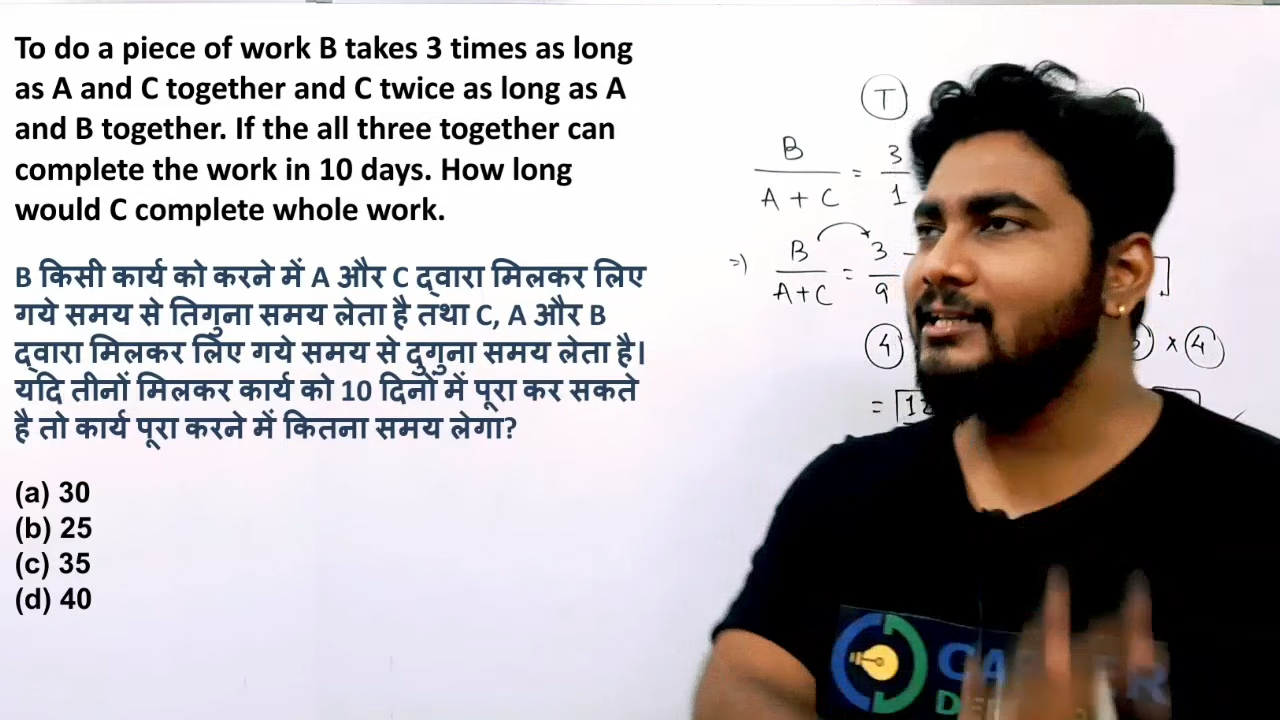 To do a piece of work B takes 3 times as long
as A and C together and C twice as long as A
and B together. If the all three together can
complete the work in 10 days. How long
would C complete whole work.
B किसी कार्य को करने में A और C द्वारा मिलकर लिए
गये समय से तिगुना समय लेता है तथा C, A और B
द्वारा मिलकर लिए गए समय से दुगुना समय लेता है।
यदि तीनों मिलकर कार्य को 10 दिनों में पूरा कर सकते
है तो कार्य पूरा करने में कितना समय लेगा?
(a) 30
(b) 25
(c) 35
(d) 40
T
B / A + C = 3 / 1
=> B / A + C = 3 / 9
4 × 4
= 12